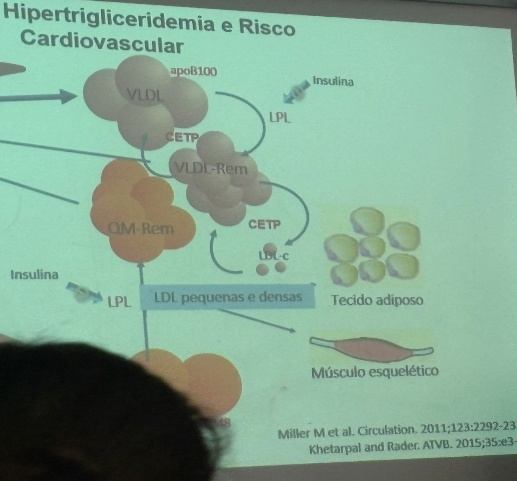 Hipertrigliceridemia e Risco
Cardiovascular
apoB100
VLDL
Insulina
LPL
CETP
VLDL-Rem
QM-Rem
CETP
LDL-c
Insulina
LPL
LDL pequenas e densas
Tecido adiposo
Músculo esquelético
Miller M et al. Circulation. 2011;123:2292-23
Khetarpal and Rader. ATVB. 2015;35:e3-